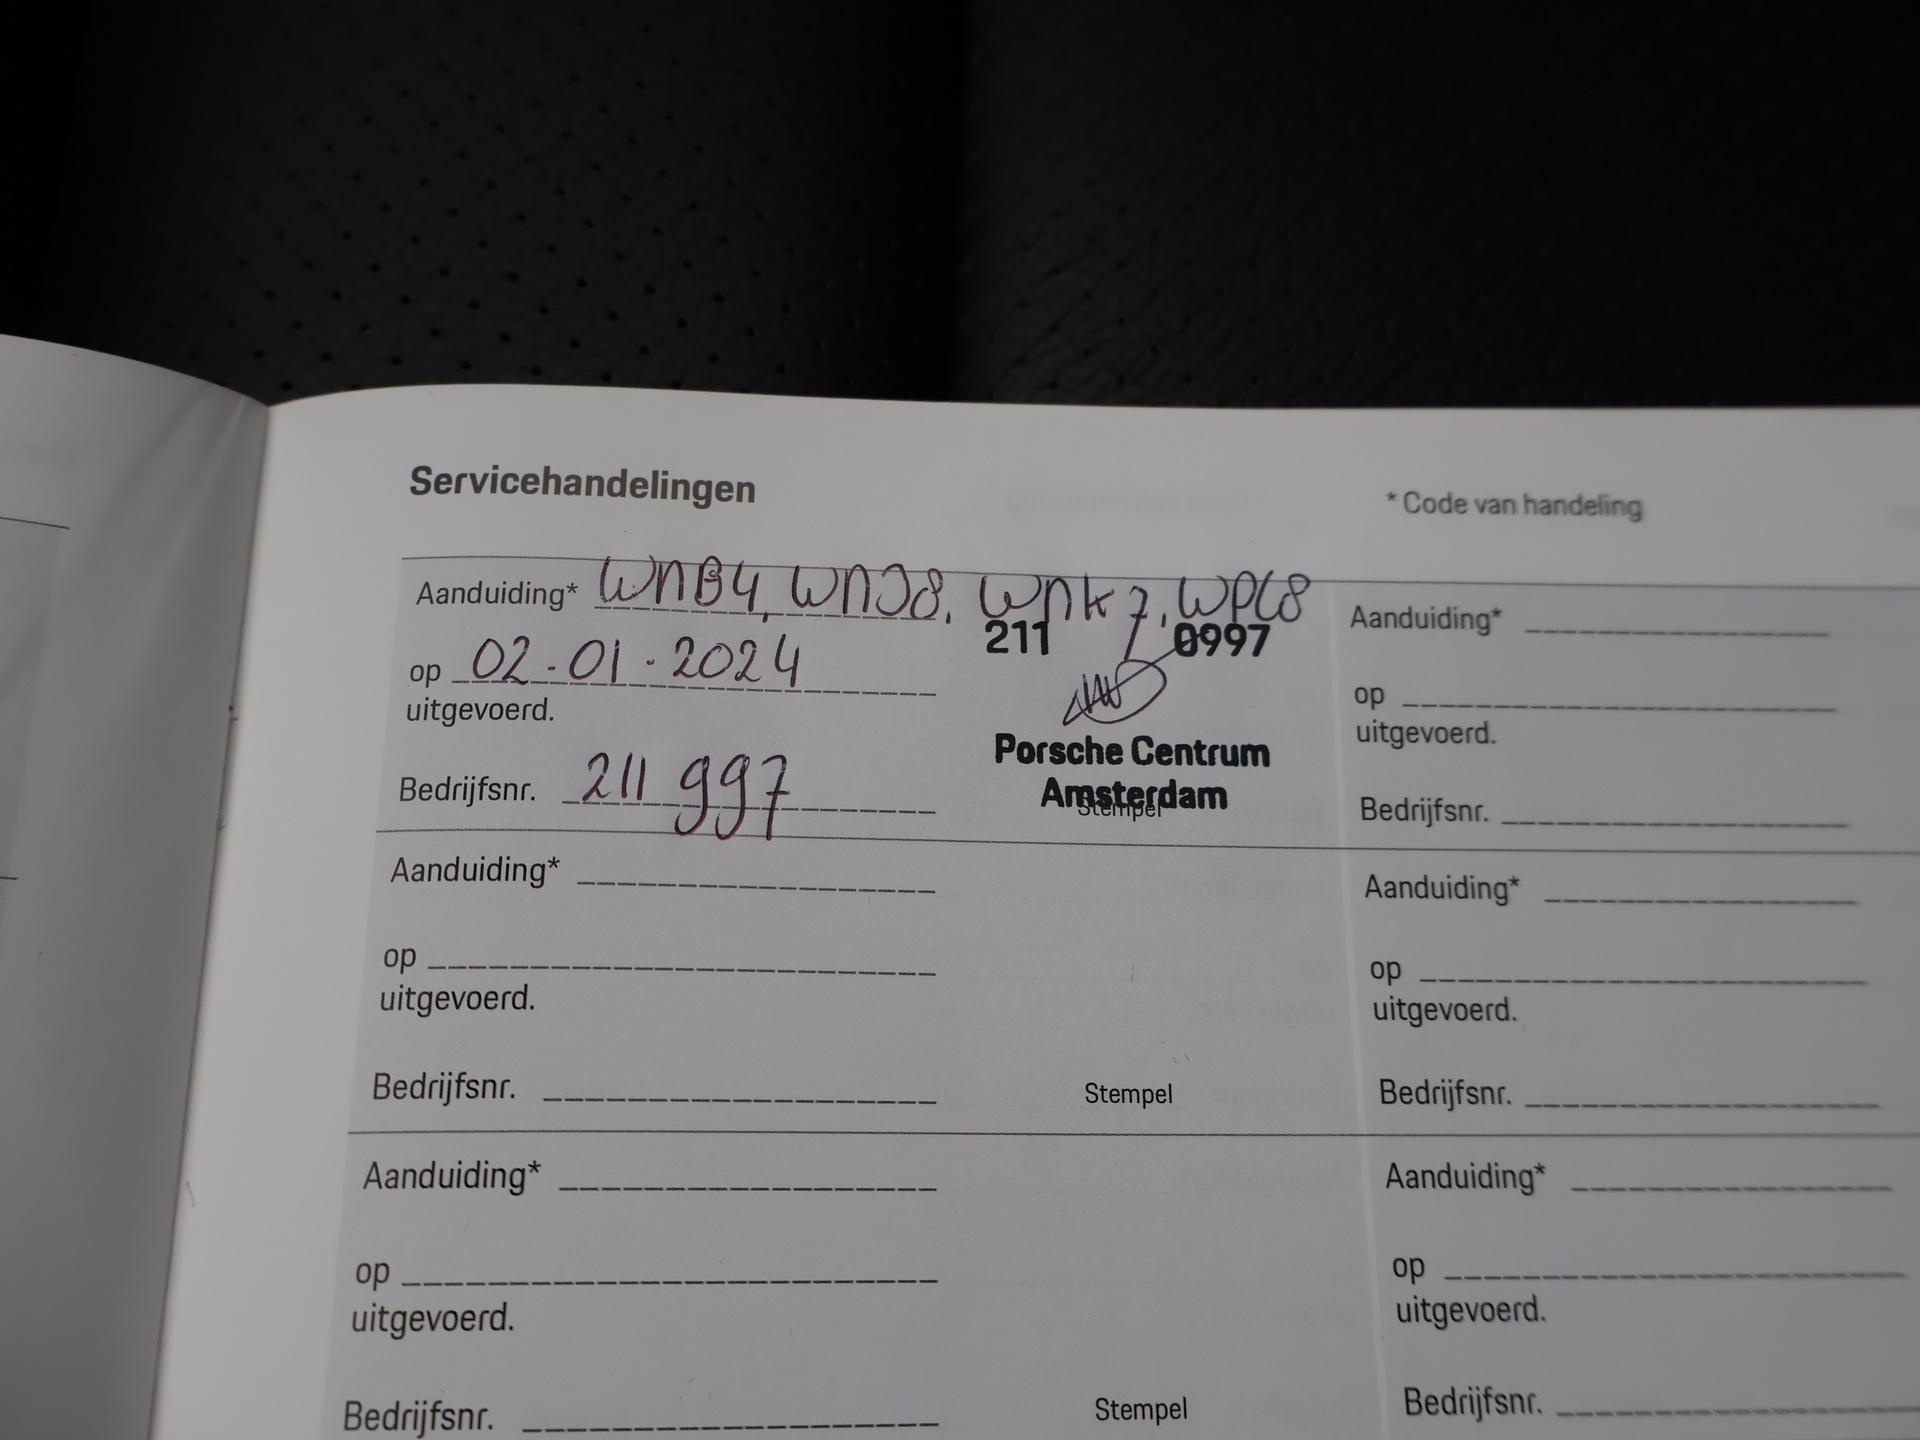 Servicehandelingen
* Code van handeling
Aanduiding* WNB4, WNJ8, WNK7, WPC8
op 02-01-2024
uitgevoerd.
Bedrijfsnr. 211 997
211 0997
Porsche Centrum
Amsterdam
Stempel
Aanduiding*
op
uitgevoerd.
Bedrijfsnr.
Aanduiding*
op
uitgevoerd.
Bedrijfsnr.
Stempel
Aanduiding*
op
uitgevoerd.
Bedrijfsnr.
Aanduiding*
op
uitgevoerd.
Bedrijfsnr.
Stempel
Aanduiding*
op
uitgevoerd.
Bedrijfsnr.